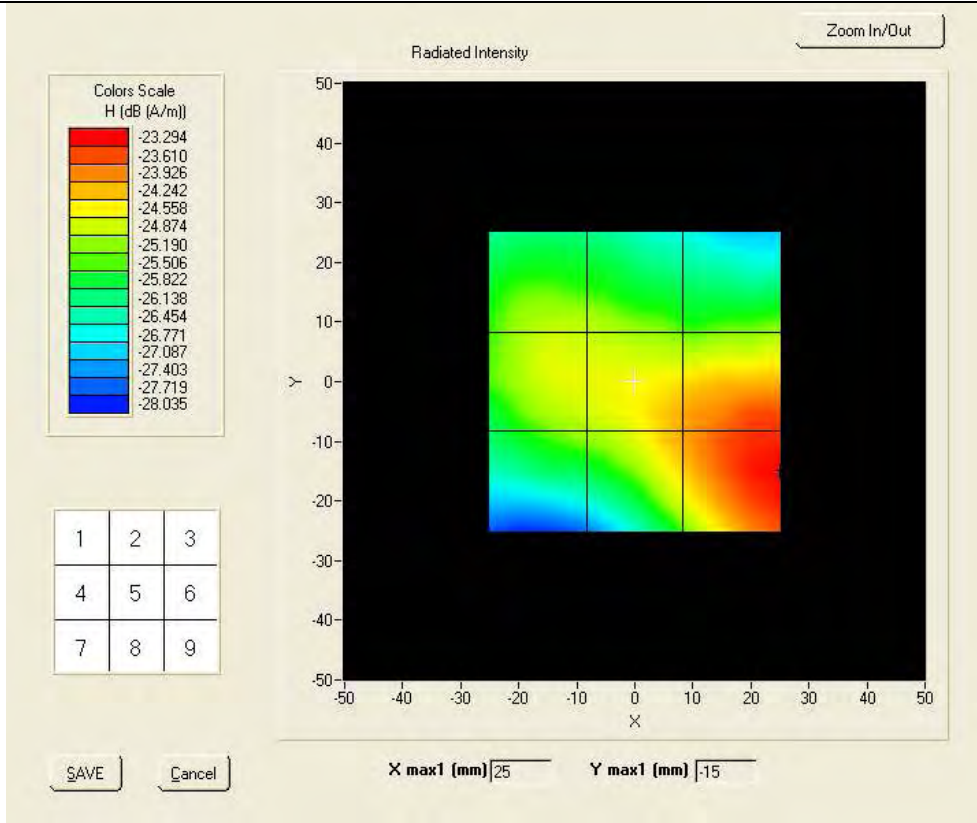 Zoom In/Out
Radiated Intensity
Colors Scale
H (dB (A/m))
-23.294
-23.610
-23.926
-24.242
-24.558
-24.874
-25.190
-25.506
-25.822
-26.138
-26.454
-26.771
-27.087
-27.403
-27.719
-28.035
1 2 3
4 5 6
7 8 9
50
40
30
20
10
0
-10
-20
-30
-40
-50
Y
-50 -40 -30 -20 -10 0 10 20 30 40 50
X
SAVE
Cancel
X max1 (mm) 25
Y max1 (mm) -15